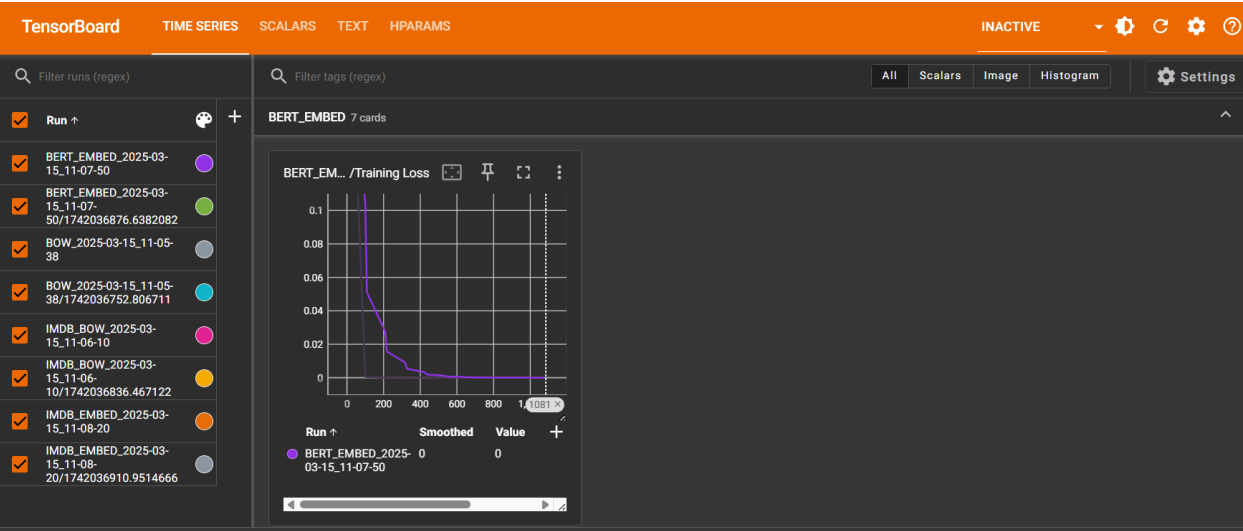 TensorBoard TIME SERIES SCALARS TEXT HPARAMS INACTIVE
Filter runs (regex)
Filter tags (regex)
All Scalars Image Histogram
Settings
Run ↑
BERT_EMBED 7 cards
BERT_EMBED_2025-03-
15_11-07-50
BERT_EMBED_2025-03-
15_11-07-
50/1742036876.6382082
BOW_2025-03-15_11-05-
38
BOW_2025-03-15_11-05-
38/1742036752.806711
IMDB_BOW_2025-03-
15_11-06-10
IMDB_BOW_2025-03-
15_11-06-
10/1742036836.467122
IMDB_EMBED_2025-03-
15_11-08-20
IMDB_EMBED_2025-03-
15_11-08-
20/1742036910.9514666
BERT_EM... /Training Loss
0.1
0.08
0.06
0.04
0.02
0
0 200 400 600 800 1, 1081 ×
Run ↑ Smoothed Value
BERT_EMBED_2025- 0 0
03-15_11-07-50